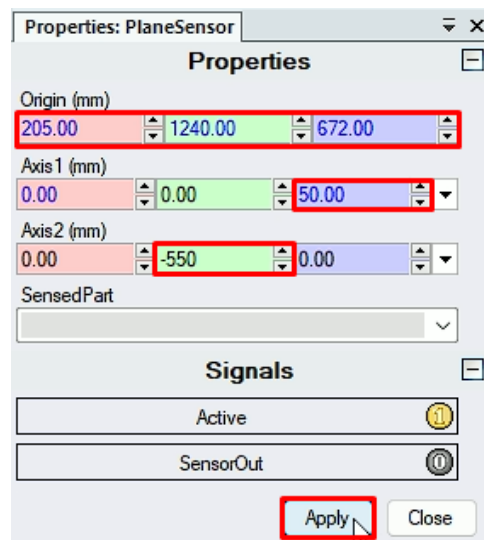 Properties: PlaneSensor
Properties
Origin (mm)
205.00 1240.00 672.00
Axis1 (mm)
0.00 0.00 50.00
Axis2 (mm)
0.00 -550 0.00
SensedPart
Signals
Active 1
SensorOut 0
Apply Close